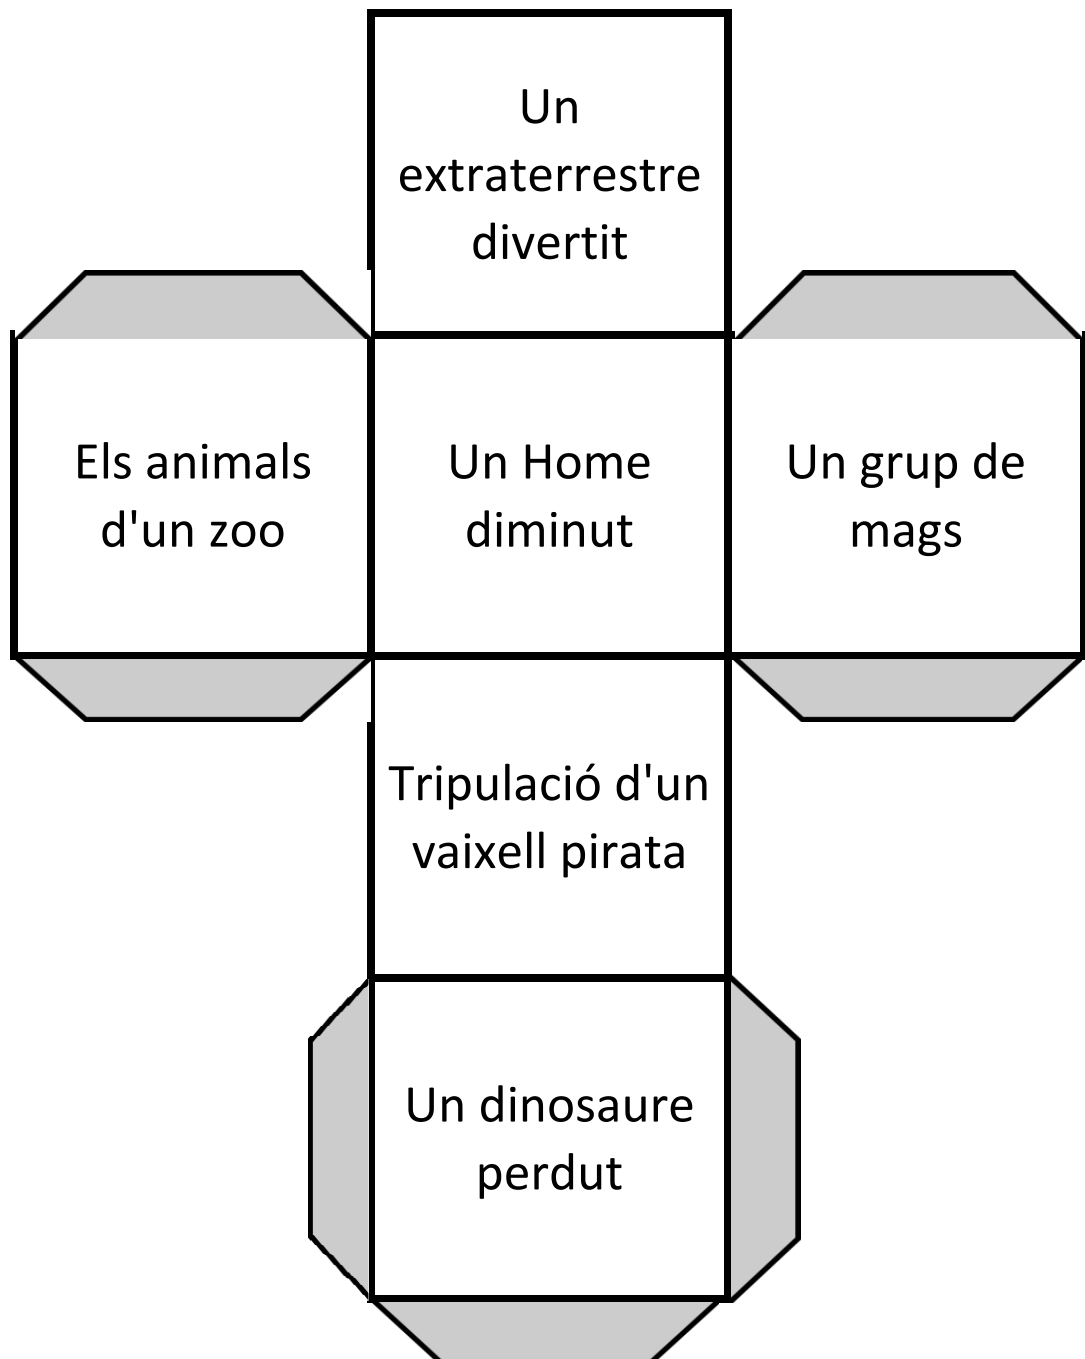 Un
extraterrestre
divertit
Els animals
d'un zoo
Un Home
diminut
Un grup de
mags
Tripulació d'un
vaixell pirata
Un dinosaure
perdut